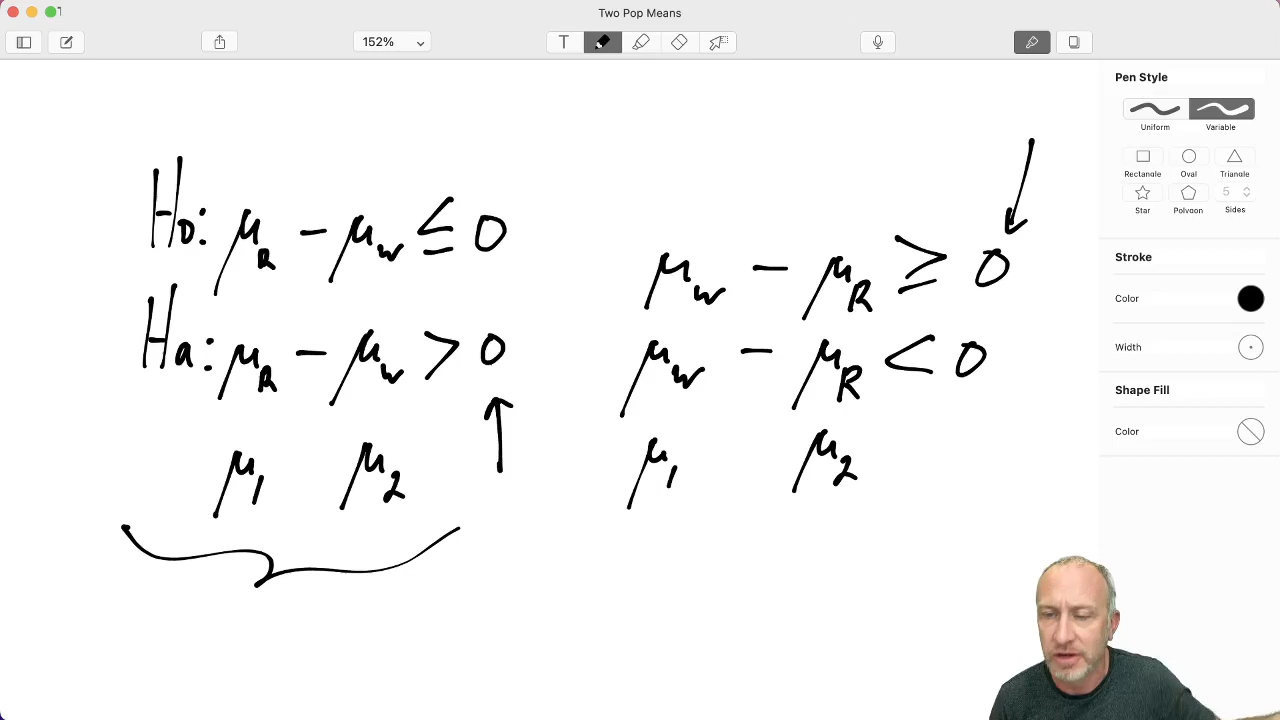 Two Pop Means
152%
T
Pen Style
Uniform Variable
Rectangle Oval Triangle
5
Star Polygon Sides
Stroke
Color
Width
Shape Fill
Color
H0: μR − μw ≤ 0
Ha: μR − μw > 0
μ1 μ2
μw − μR ≥ 0
μw − μR < 0
μ1 μ2